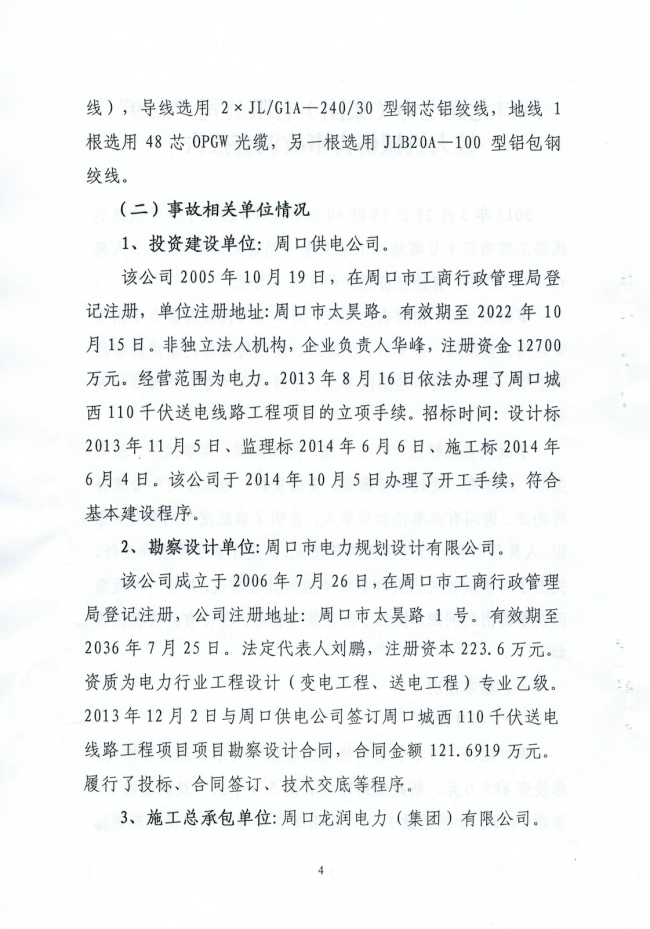 线），导线选用 2×JL/G1A—240/30 型钢芯铝绞线，地线 1
根选用 48 芯 OPGW 光缆，另一根选用 JLB20A—100 型铝包钢
绞线。
（二）事故相关单位情况
1、投资建设单位：周口供电公司。
该公司 2005 年 10 月 19 日，在周口市工商行政管理局登
记注册，单位注册地址：周口市太昊路。有效期至 2022 年 10
月 15 日。非独立法人机构，企业负责人华峰，注册资金 12700
万元。经营范围为电力。2013 年 8 月 16 日依法办理了周口城
西 110 千伏送电线路工程项目的立项手续。招标时间：设计标
2013 年 11 月 5 日、监理标 2014 年 6 月 6 日、施工标 2014 年
6 月 4 日。该公司于 2014 年 10 月 5 日办理了开工手续，符合
基本建设程序。
2、勘察设计单位：周口市电力规划设计有限公司。
该公司成立于 2006 年 7 月 26 日，在周口市工商行政管理
局登记注册，公司注册地址：周口市太昊路 1 号。有效期至
2036 年 7 月 25 日。法定代表人刘鹏，注册资本 223.6 万元。
资质为电力行业工程设计（变电工程、送电工程）专业乙级。
2013 年 12 月 2 日与周口供电公司签订周口城西 110 千伏送电
线路工程项目项目勘察设计合同，合同金额 121.6919 万元。
履行了投标、合同签订、技术交底等程序。
3、施工总承包单位：周口龙润电力（集团）有限公司。
4